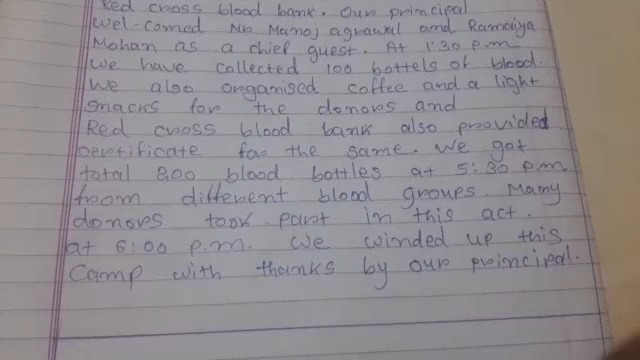 Red cross blood bank. Our principal
Wel-comed Mr Manoj agrawal and Ramaiya
Mohan as a chief guest. At 1:30 p.m
We have collected 100 bottels of blood.
We also organised coffee and a light
smacks for the donors and
Red cross blood bank also provided
certificate for the same. We got
total 200 blood bottles at 5:30 p.m.
from different blood groups. Many
donors took part in this act.
at 6:00 p.m. We winded up this
Camp with thanks by our principal.